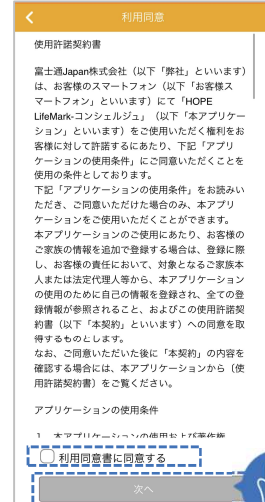 利用同意
使用許諾契約書
富士通Japan株式会社（以下「弊社」といいます）
は、お客様のスマートフォン（以下「お客様ス
マートフォン」といいます）にて「HOPE
LifeMark-コンシェルジュ」（以下「本アプリケー
ション」といいます）をご使用いただく権利をお
客様に対して許諾するにあたり、下記「アプリ
ケーションの使用条件」にご同意いただくことを
使用の条件としております。
下記「アプリケーションの使用条件」をお読みい
ただき、ご同意いただけた場合のみ、本アプリ
ケーションをご使用いただくことができます。
本アプリケーションのご使用にあたり、お客様の
ご家族の情報を追加で登録する場合は、登録に際
し、お客様の責任において、対象となるご家族本
人または法定代理人等から、本アプリケーション
の使用のために自己の情報を登録され、全ての登
録情報が参照されること、およびこの使用許諾契
約書（以下「本契約」といいます）への同意を取
得するものとします。
なお、ご同意いただいた後に「本契約」の内容を
確認する場合には、本アプリケーションから〔使
用許諾契約書〕をご覧ください。
アプリケーションの使用条件
1．本アプリケーションの使用および著作権
利用同意書に同意する
次へ